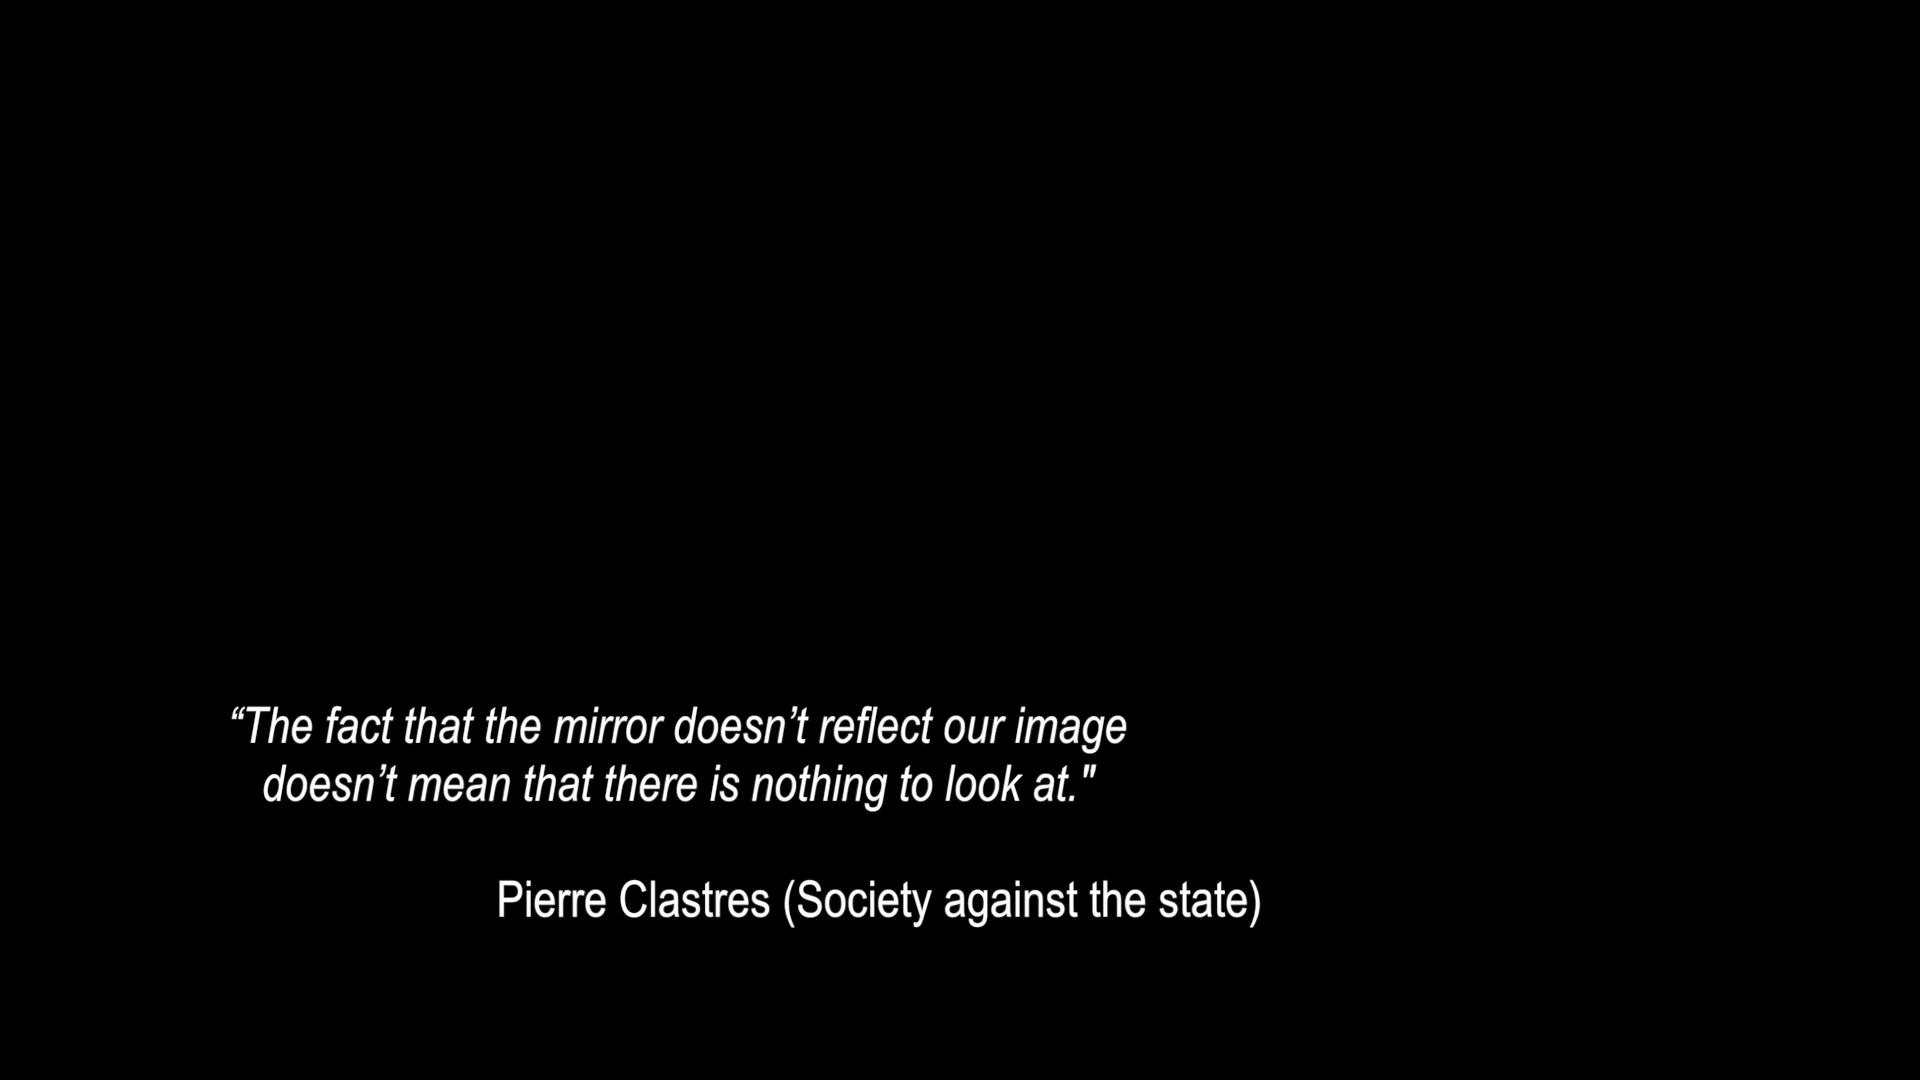 “The fact that the mirror doesn’t reflect our image
doesn’t mean that there is nothing to look at."
Pierre Clastres (Society against the state)